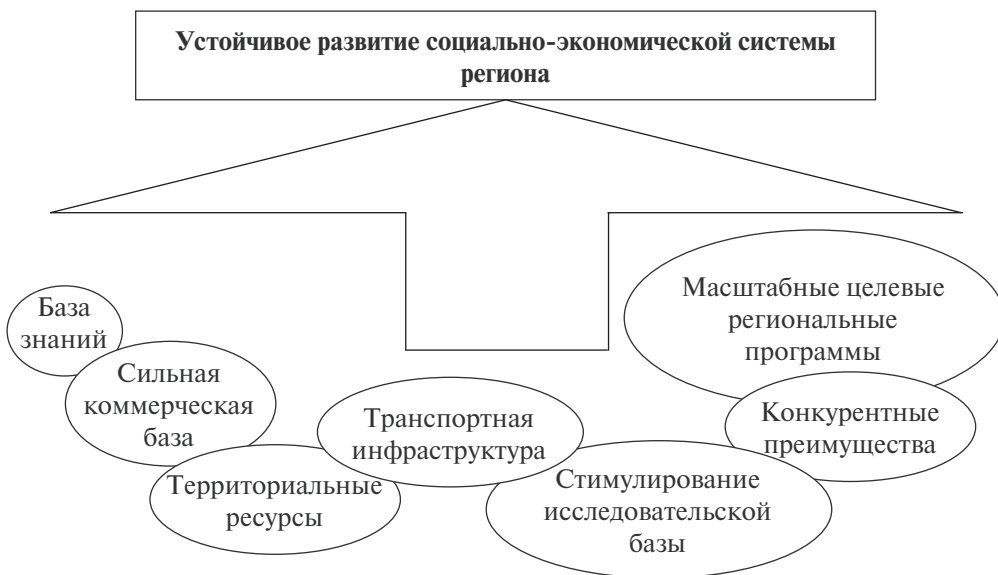 Устойчивое развитие социально-экономической системы
региона
База
знаний
Сильная
коммерческая
база
Территориальные
ресурсы
Транспортная
инфраструктура
Стимулирование
исследовательской
базы
Конкурентные
преимущества
Масштабные целевые
региональные
программы